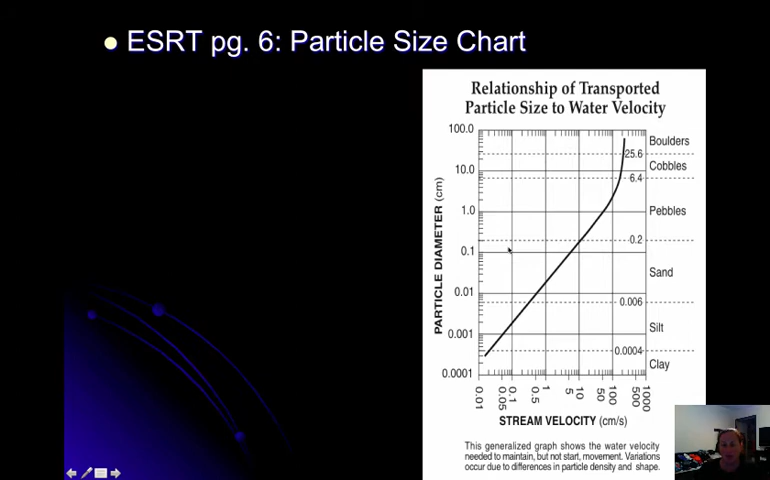 ESRT pg. 6: Particle Size Chart
Relationship of Transported
Particle Size to Water Velocity
PARTICLE DIAMETER (cm)
100.0
10.0
1.0
0.1
0.01
0.001
0.0001
25.6
6.4
0.2
0.006
0.0004
Boulders
Cobbles
Pebbles
Sand
Silt
Clay
0.01
0.05
0.1
0.5
1
5
10
50
100
500
1000
STREAM VELOCITY (cm/s)
This generalized graph shows the water velocity
needed to maintain, but not start, movement. Variations
occur due to differences in particle density and shape.